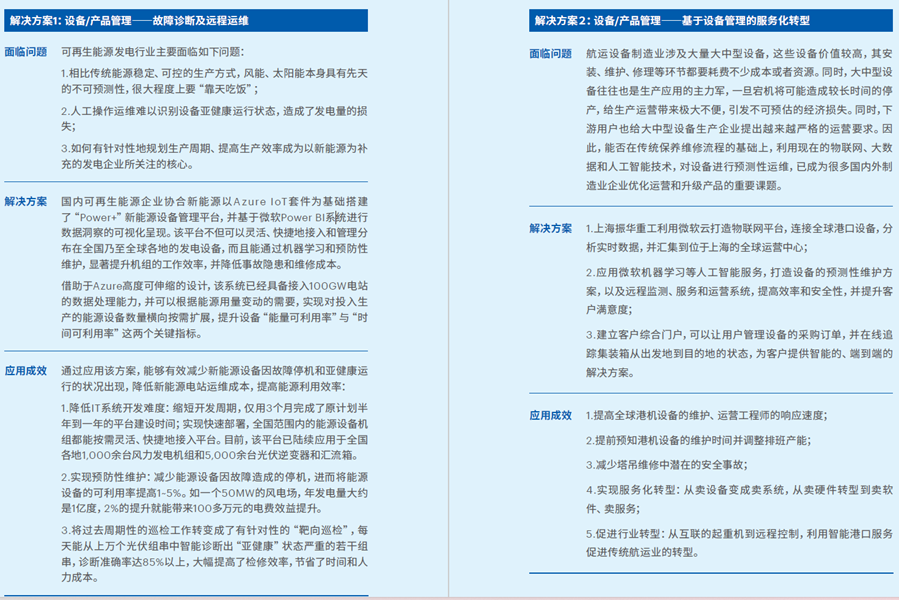 解决方案1：设备/产品管理——故障诊断及远程运维
面临问题
可再生能源发电行业主要面临如下问题：
1.相比传统能源稳定、可控的生产方式，风能、太阳能本身具有先天
的不可预测性，很大程度上要“靠天吃饭”；
2.人工操作运维难以识别设备亚健康运行状态，造成了发电量的损
失；
3.如何有针对性地规划生产周期、提高生产效率成为以新能源为补
充的发电企业所关注的核心。
解决方案
国内可再生能源企业协合新能源以Azure IoT套件为基础搭建
了“Power+”新能源设备管理平台，并基于微软Power BI系统进行
数据洞察的可视化呈现。该平台不但可以灵活、快捷地接入和管理分
布在全国乃至全球各地的发电设备，而且能通过机器学习和预防性
维护，显著提升机组的工作效率，并降低事故隐患和维修成本。
借助于Azure高度可伸缩的设计，该系统已经具备接入100GW电站
的数据处理能力，并可以根据能源用量变动的需要，实现对投入生
产的能源设备数量横向按需扩展，提升设备“能量可利用率”与“时
间可利用率”这两个关键指标。
应用成效
通过应用该方案，能够有效减少新能源设备因故障停机和亚健康运
行的状况出现，降低新能源电站运维成本，提高能源利用效率：
1.降低IT系统开发难度：缩短开发周期，仅用3个月完成了原计划半
年到一年的平台建设时间；实现快速部署，全国范围内的能源设备机
组都能按需灵活、快捷地接入平台。目前，该平台已陆续应用于全国
各地1,000余台风力发电机组和5,000余台光伏逆变器和汇流箱。
2.实现预防性维护：减少能源设备因故障造成的停机，进而将能源
设备的可利用率提高1-5%。如一个50MW的风电场，年发电量大约
是1亿度，2%的提升就能带来100多万元的电费效益提升。
3.将过去周期性的巡检工作转变成了有针对性的“靶向巡检”，每
天能从上万个光伏组串中智能诊断出“亚健康”状态严重的若干组
串，诊断准确率达85%以上，大幅提高了检修效率，节省了时间和人
力成本。
解决方案2：设备/产品管理——基于设备管理的服务化转型
面临问题
航运设备制造业涉及大量大中型设备，这些设备价值较高，其安
装、维护、修理等环节都要耗费不少成本或者资源。同时，大中型设
备往往也是生产应用的主力军，一旦宕机将可能造成较长时间的停
产，给生产运营带来极大不便，引发不可预估的经济损失。同时，下
游用户也给大中型设备生产企业提出越来越严格的运营要求。因
此，能否在传统保养维修流程的基础上，利用现在的物联网、大数
据和人工智能技术，对设备进行预测性运维，已成为很多国内外制
造业企业优化运营和升级产品的重要课题。
解决方案
1.上海振华重工利用微软云打造物联网平台，连接全球港口设备，分
析实时数据，并汇集到位于上海的全球运营中心；
2.应用微软机器学习等人工智能服务，打造设备的预测性维护方
案，以及远程监测、服务和运营系统，提高效率和安全性，并提升客
户满意度；
3.建立客户综合门户，可以让用户管理设备的采购订单，并在线追
踪集装箱从出发地到目的地的状态，为客户提供智能的、端到端的
解决方案。
应用成效
1.提高全球港机设备的维护、运营工程师的响应速度；
2.提前预知港机设备的维护时间并调整排班产能；
3.减少塔吊维修中潜在的安全事故；
4.实现服务化转型：从卖设备变成卖系统，从卖硬件转型到卖软
件、卖服务；
5.促进行业转型：从互联的起重机到远程控制，利用智能港口服务
促进传统航运业的转型。